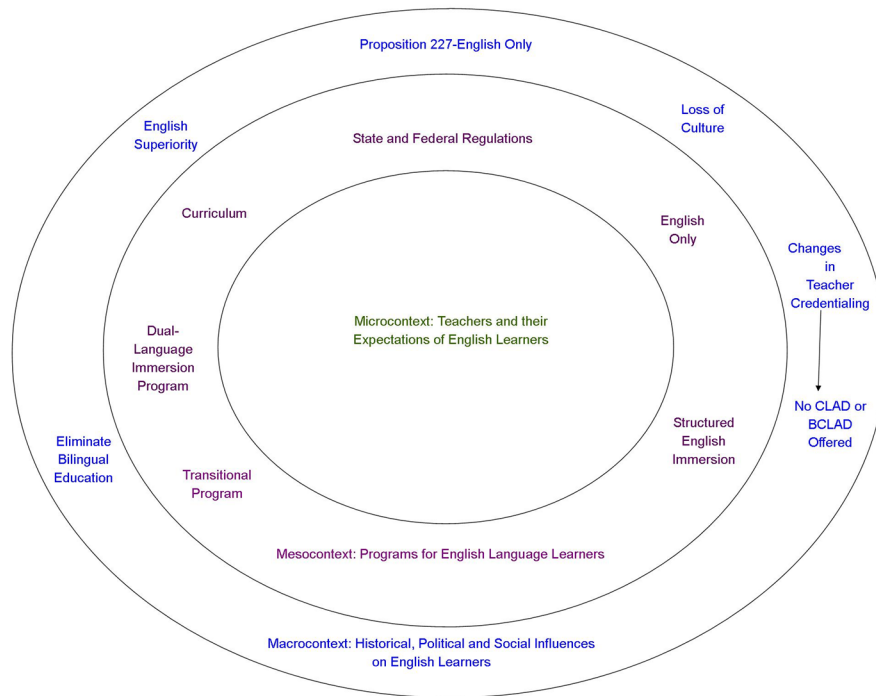 Proposition 227-English Only
English
Superiority
Loss of
Culture
State and Federal Regulations
Curriculum
English
Only
Changes
in
Teacher
Credentialing
Microcontext: Teachers and their
Expectations of English Learners
Dual-
Language
Immersion
Program
No CLAD or
BCLAD
Offered
Eliminate
Bilingual
Education
Structured
English
Immersion
Transitional
Program
Mesocontext: Programs for English Language Learners
Macrocontext: Historical, Political and Social Influences
on English Learners